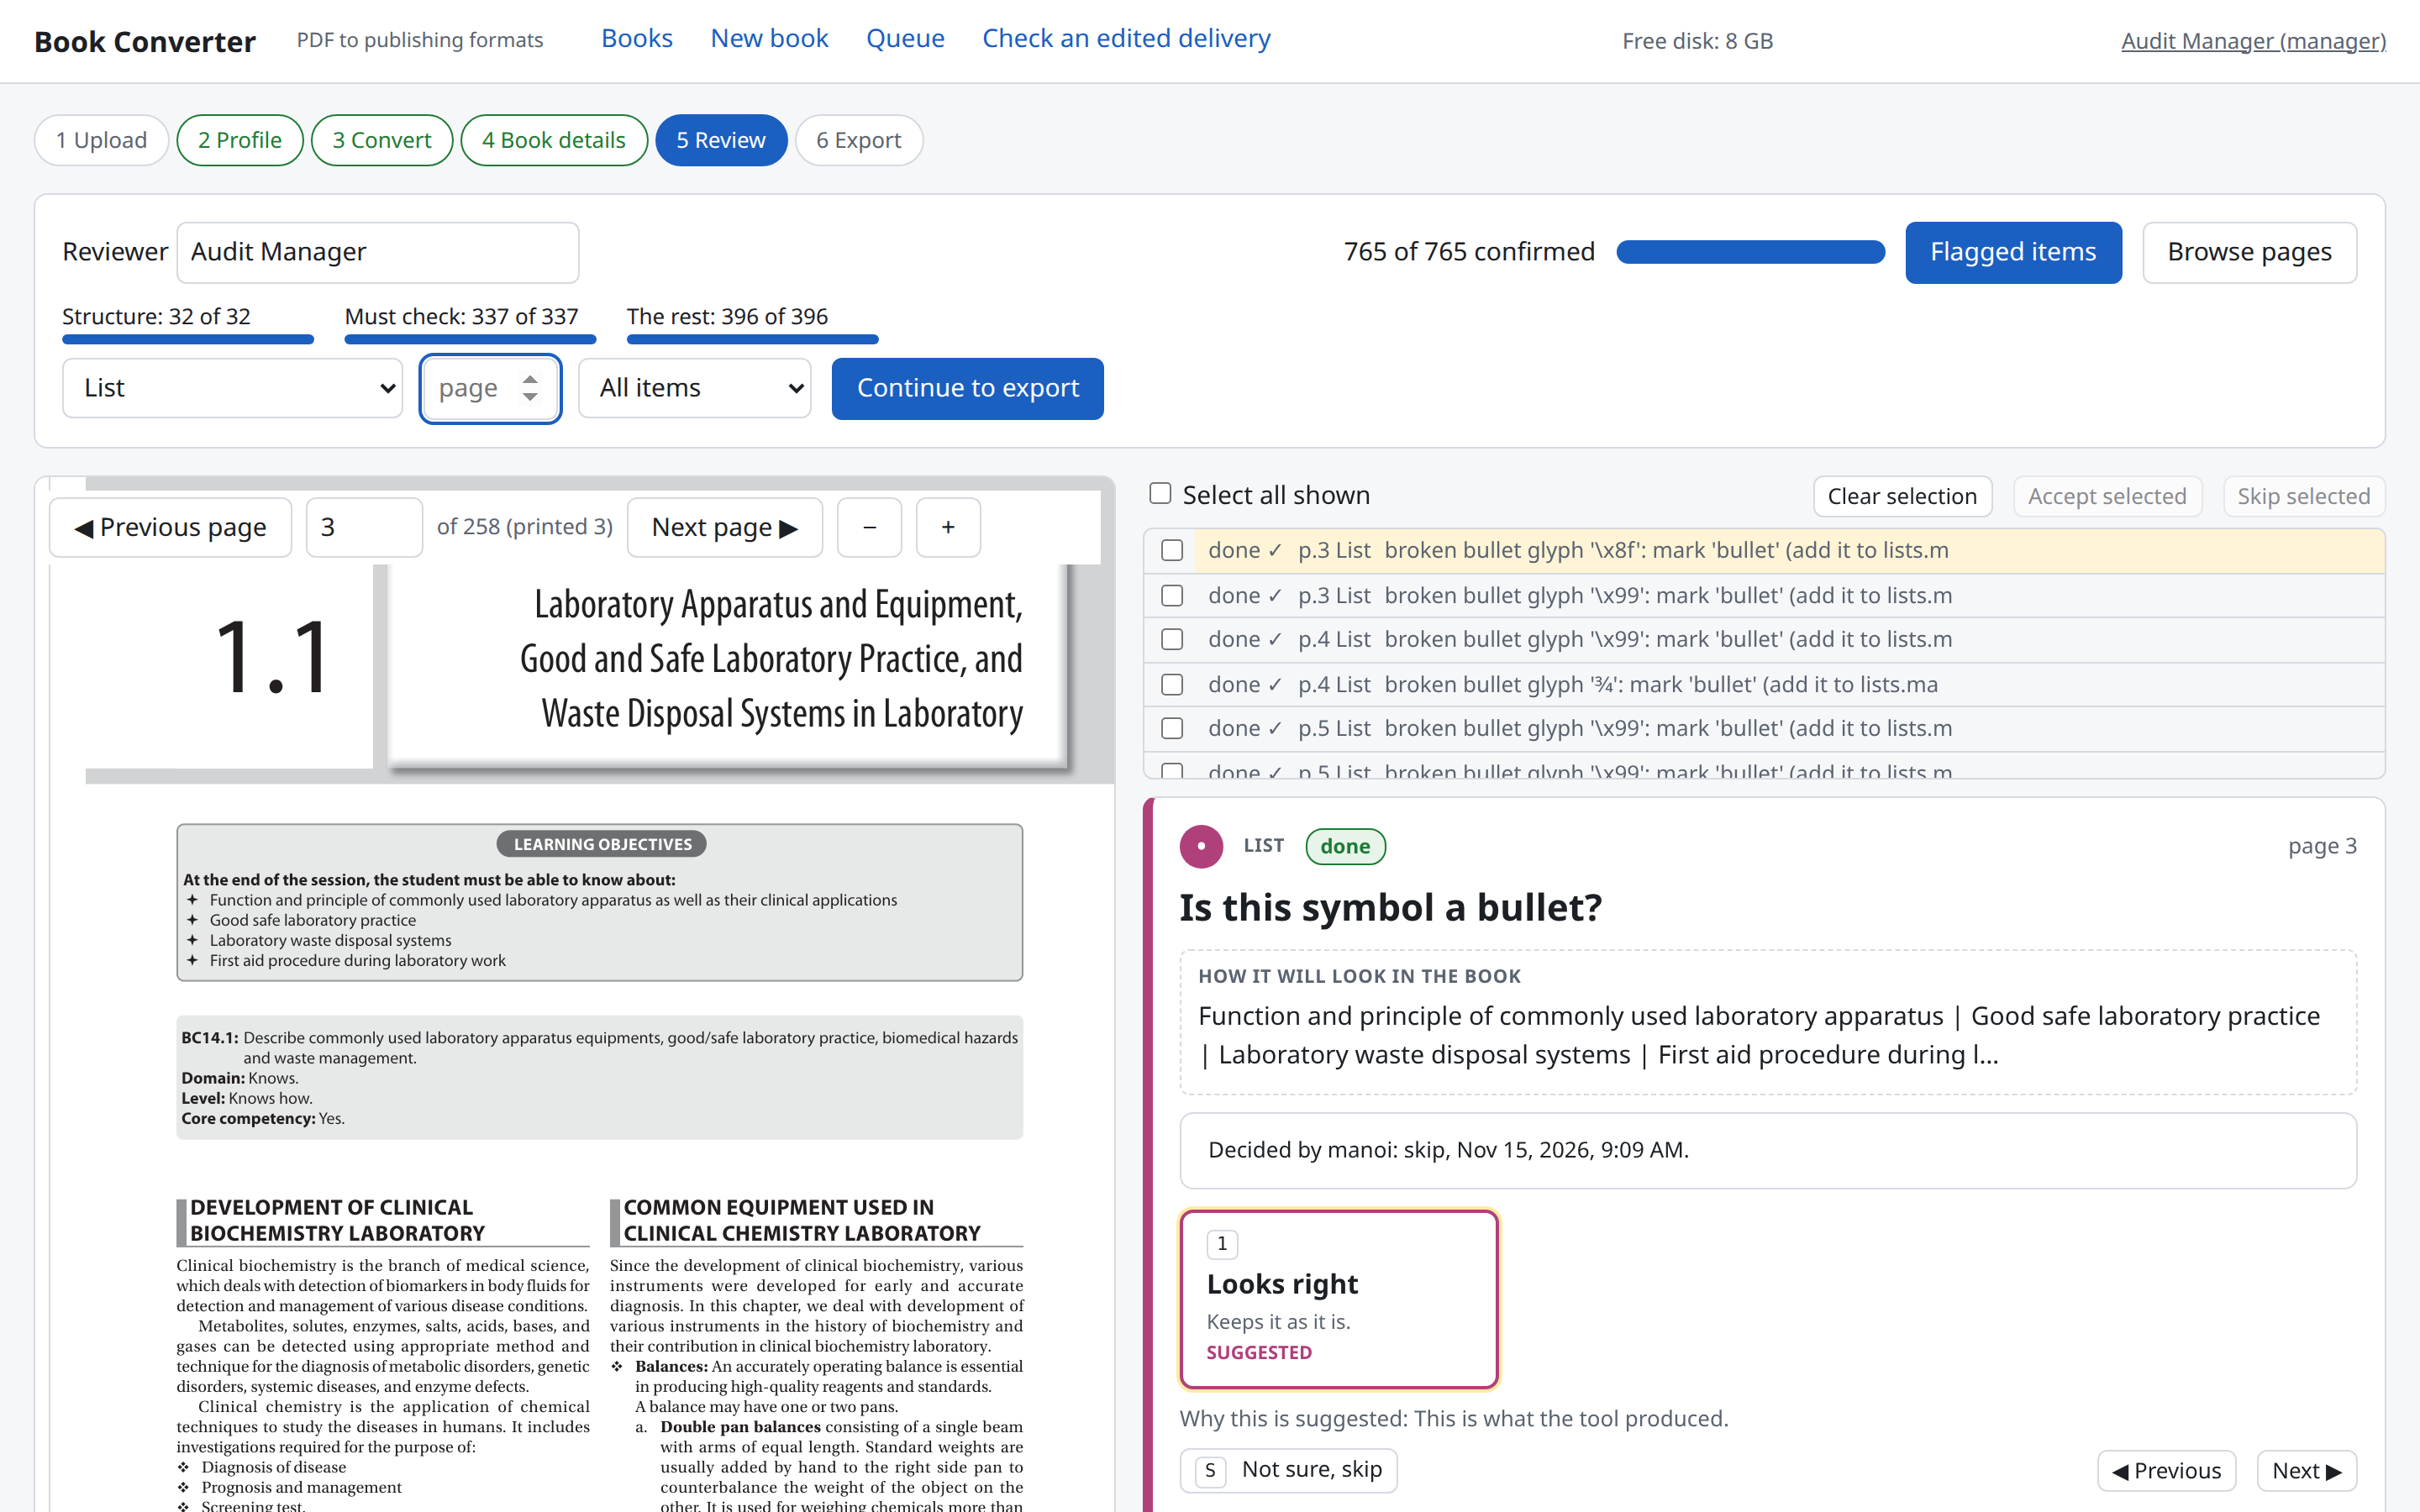 Book Converter PDF to publishing formats Books New book Queue Check an edited delivery Free disk: 8 GB Audit Manager (manager)
1 Upload 2 Profile 3 Convert 4 Book details 5 Review 6 Export
Reviewer Audit Manager 765 of 765 confirmed Flagged items Browse pages
Structure: 32 of 32 Must check: 337 of 337 The rest: 396 of 396
List page All items Continue to export
◀ Previous page 3 of 258 (printed 3) Next page ▶ − +
1.1
Laboratory Apparatus and Equipment,
Good and Safe Laboratory Practice, and
Waste Disposal Systems in Laboratory
LEARNING OBJECTIVES
At the end of the session, the student must be able to know about:
✦ Function and principle of commonly used laboratory apparatus as well as their clinical applications
✦ Good safe laboratory practice
✦ Laboratory waste disposal systems
✦ First aid procedure during laboratory work
BC14.1: Describe commonly used laboratory apparatus equipments, good/safe laboratory practice, biomedical hazards
and waste management.
Domain: Knows.
Level: Knows how.
Core competency: Yes.
DEVELOPMENT OF CLINICAL
BIOCHEMISTRY LABORATORY
Clinical biochemistry is the branch of medical science,
which deals with detection of biomarkers in body fluids for
detection and management of various disease conditions.
Metabolites, solutes, enzymes, salts, acids, bases, and
gases can be detected using appropriate method and
technique for the diagnosis of metabolic disorders, genetic
disorders, systemic diseases, and enzyme defects.
Clinical chemistry is the application of chemical
techniques to study the diseases in humans. It includes
investigations required for the purpose of:
❖ Diagnosis of disease
❖ Prognosis and management
❖ Screening test.
COMMON EQUIPMENT USED IN
CLINICAL CHEMISTRY LABORATORY
Since the development of clinical biochemistry, various
instruments were developed for early and accurate
diagnosis. In this chapter, we deal with development of
various instruments in the history of biochemistry and
their contribution in clinical biochemistry laboratory.
❖ Balances: An accurately operating balance is essential
in producing high-quality reagents and standards.
A balance may have one or two pans.
a. Double pan balances consisting of a single beam
with arms of equal length. Standard weights are
usually added by hand to the right side pan to
counterbalance the weight of the object on the
other. It is used for weighing chemicals more than
Select all shown Clear selection Accept selected Skip selected
done ✓ p.3 List broken bullet glyph '\x8f': mark 'bullet' (add it to lists.m
done ✓ p.3 List broken bullet glyph '\x99': mark 'bullet' (add it to lists.m
done ✓ p.4 List broken bullet glyph '\x99': mark 'bullet' (add it to lists.m
done ✓ p.4 List broken bullet glyph '¾': mark 'bullet' (add it to lists.ma
done ✓ p.5 List broken bullet glyph '\x99': mark 'bullet' (add it to lists.m
done ✓ p.5 List broken bullet glyph '\x99': mark 'bullet' (add it to lists.m
LIST done page 3
Is this symbol a bullet?
HOW IT WILL LOOK IN THE BOOK
Function and principle of commonly used laboratory apparatus | Good safe laboratory practice
| Laboratory waste disposal systems | First aid procedure during l...
Decided by manoi: skip, Nov 15, 2026, 9:09 AM.
1
Looks right
Keeps it as it is.
SUGGESTED
Why this is suggested: This is what the tool produced.
S Not sure, skip ◀ Previous Next ▶